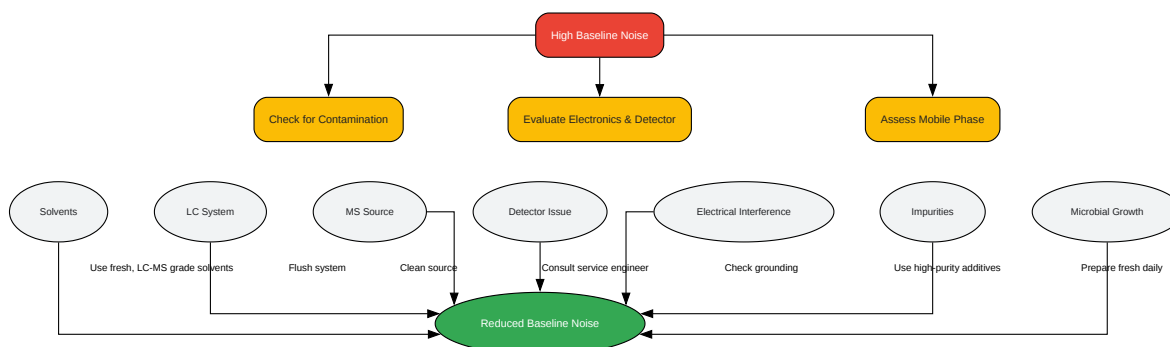 High Baseline Noise
Check for Contamination
Evaluate Electronics & Detector
Assess Mobile Phase
Solvents
LC System
MS Source
Detector Issue
Electrical Interference
Impurities
Microbial Growth
Use fresh, LC-MS grade solvents
Flush system
Clean source
Consult service engineer
Check grounding
Use high-purity additives
Prepare fresh daily
Reduced Baseline Noise